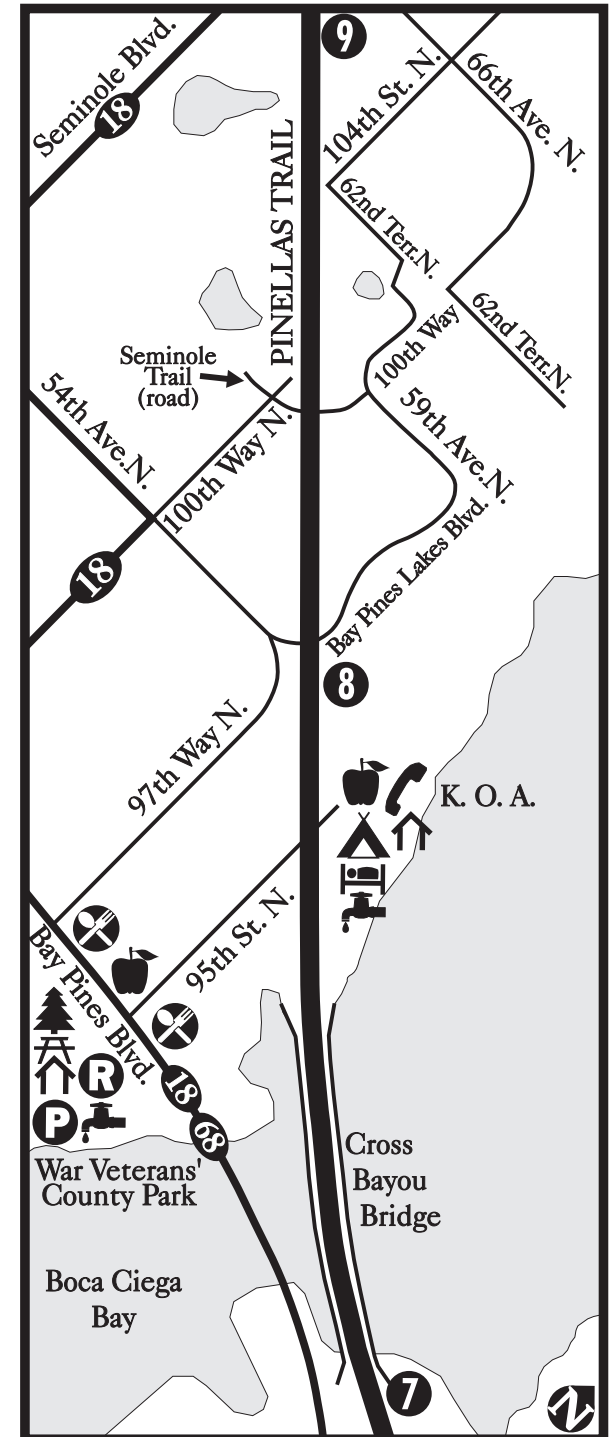 9
Seminole Blvd.
18
104th St. N.
66th Ave. N.
PINELLAS TRAIL
62nd Terr.N.
62nd Terr.N.
100th Way
Seminole
Trail
(road)
54th Ave.N.
100th Way N.
59th Ave. N.
18
Bay Pines Lakes Blvd.
8
97th Way N.
K. O. A.
95th St. N.
Bay Pines Blvd.
R
P
18
68
War Veterans'
County Park
Cross
Bayou
Bridge
Boca Ciega
Bay
7
N